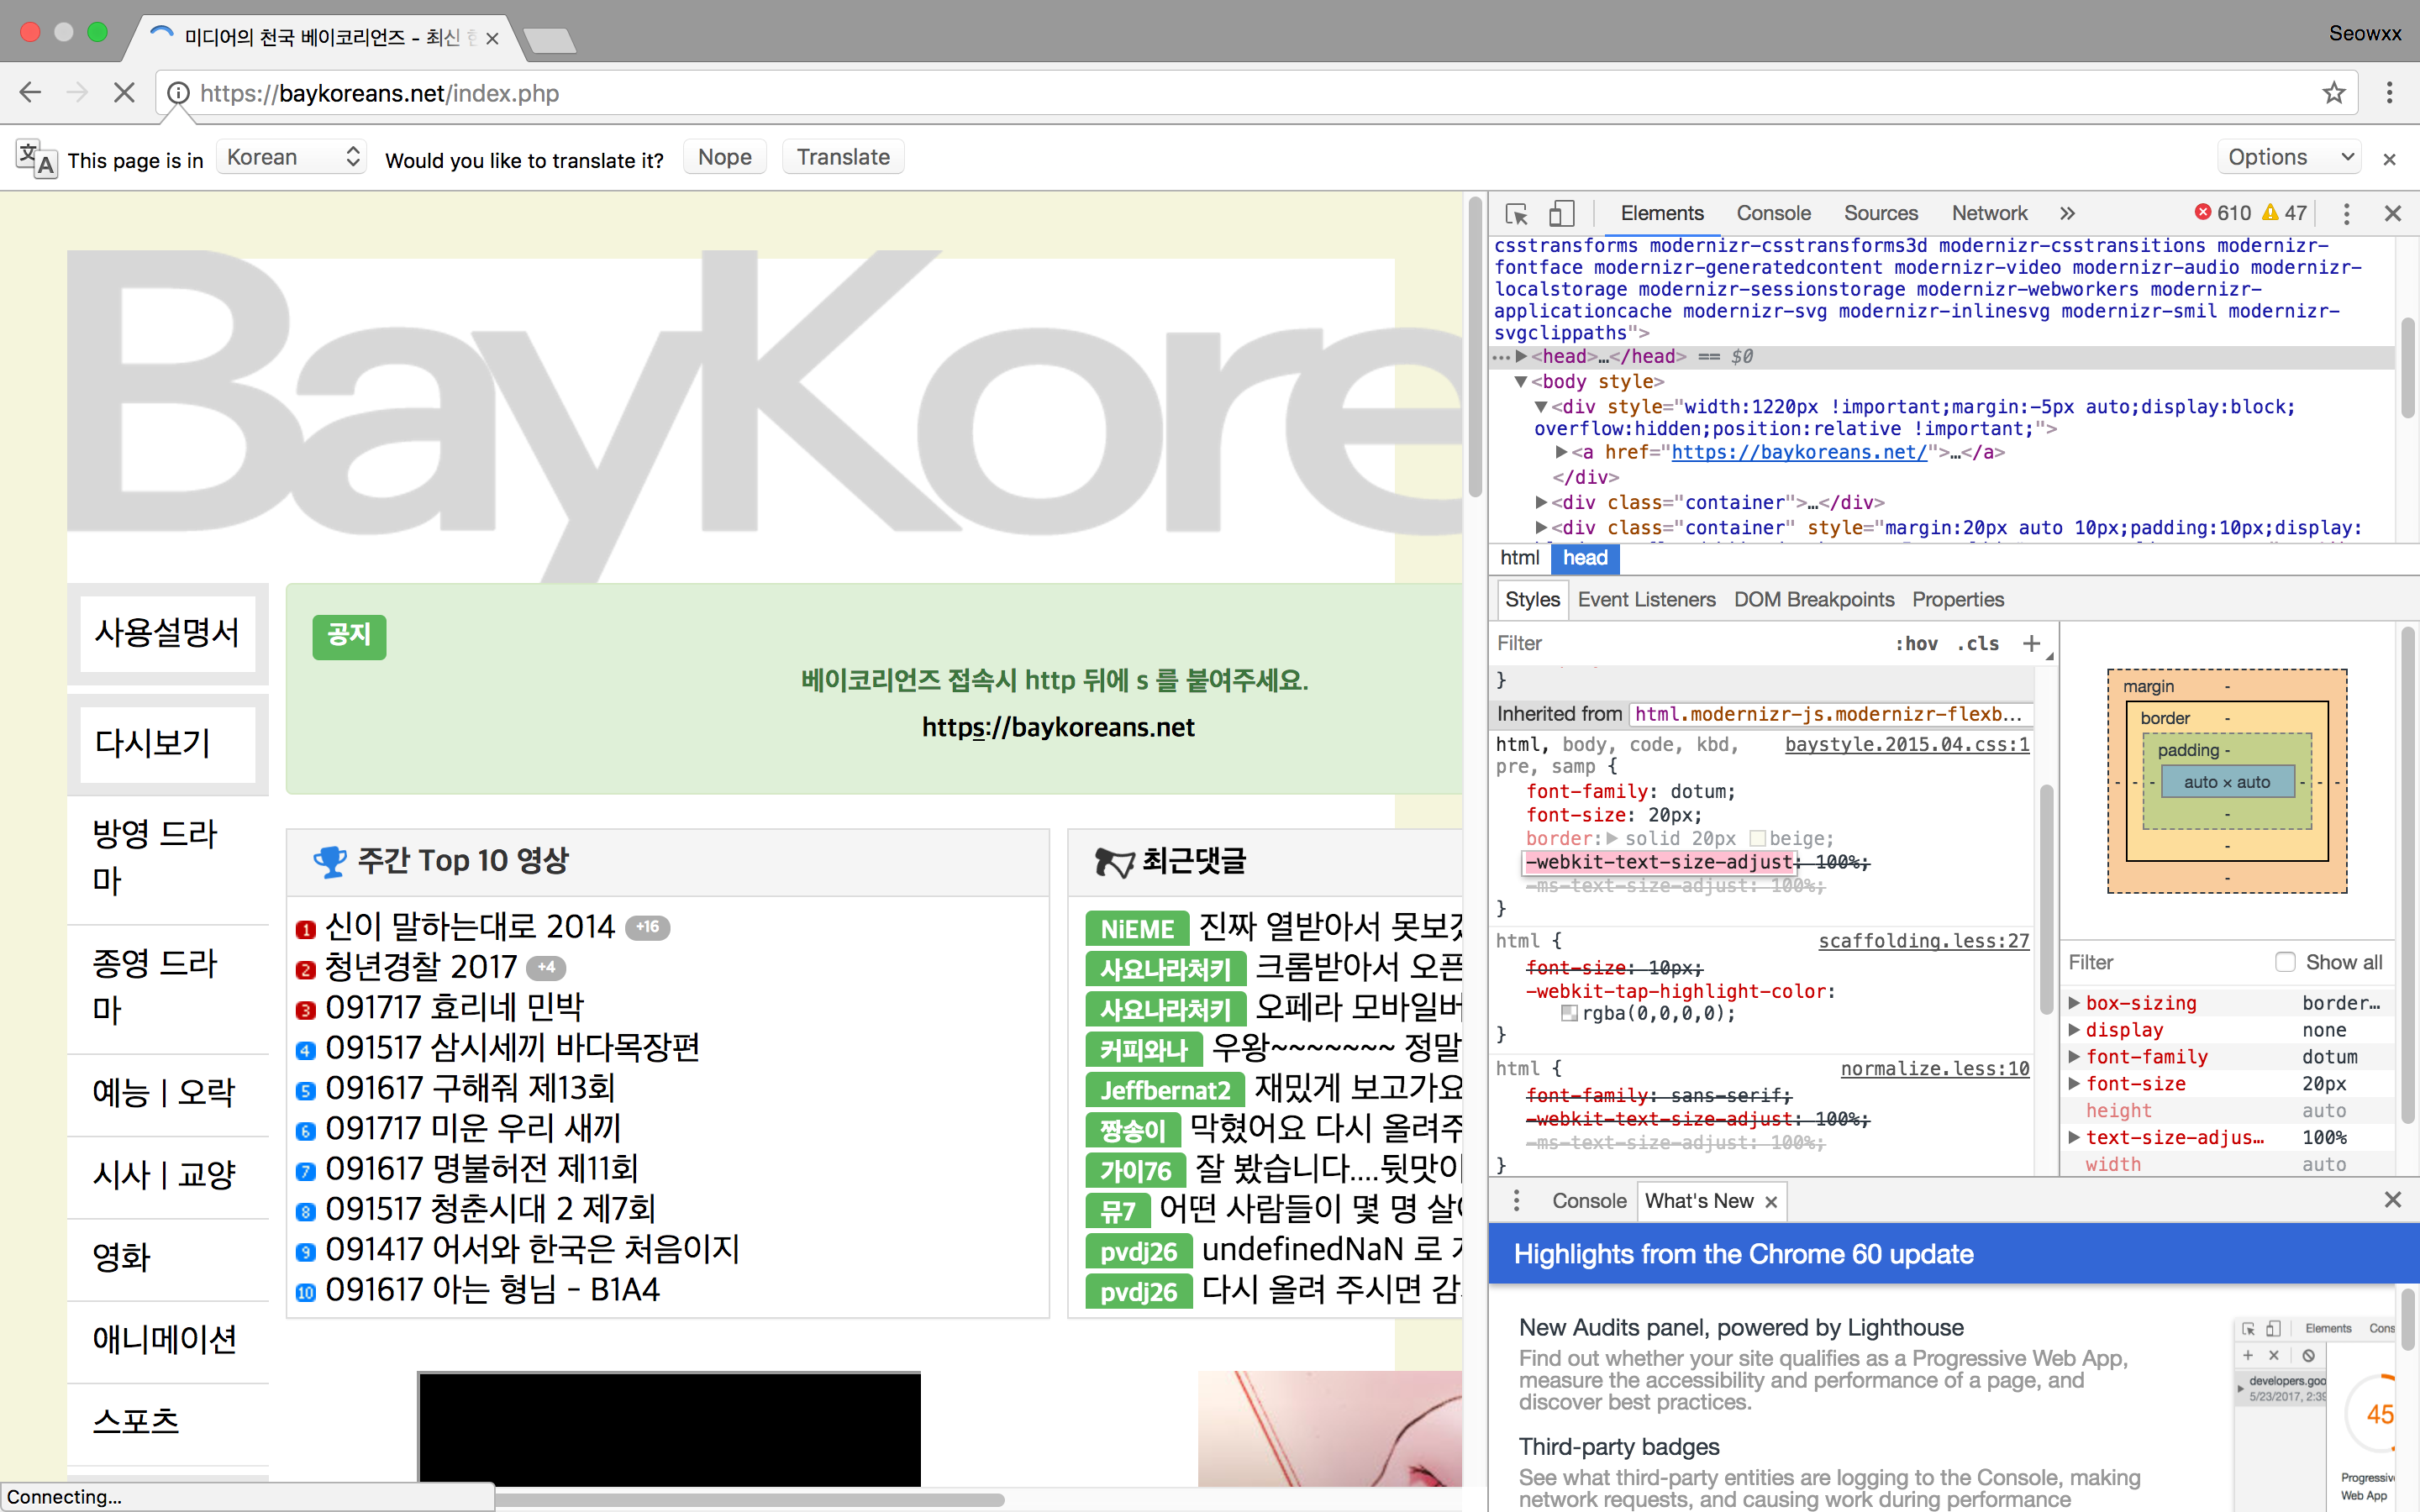 미디어의 천국 베이코리언즈 - 최신
Seowxx
https://baykoreans.net/index.php
This page is in Korean Would you like to translate it? Nope Translate Options
BayKore
사용설명서
다시보기
방영 드라
마
종영 드라
마
예능 | 오락
시사 | 교양
영화
애니메이션
스포츠
공지
베이코리언즈 접속시 http 뒤에 s 를 붙여주세요.
https://baykoreans.net
주간 Top 10 영상
1 신이 말하는대로 2014 +16
2 청년경찰 2017 +4
3 091717 효리네 민박
4 091517 삼시세끼 바다목장편
5 091617 구해줘 제13회
6 091717 미운 우리 새끼
7 091617 명불허전 제11회
8 091517 청춘시대 2 제7회
9 091417 어서와 한국은 처음이지
10 091617 아는 형님 - B1A4
최근댓글
NiEME 진짜 열받아서 못보겠
사요나라처키 크롬받아서 오픈
사요나라처키 오페라 모바일버
커피와나 우왕~~~~~~~ 정말
Jeffbernat2 재밌게 보고가요
짱송이 막혔어요 다시 올려주
가이76 잘 봤습니다....뒷맛이
뮤7 어떤 사람들이 몇 명 살
pvdj26 undefinedNaN 로
pvdj26 다시 올려 주시면 감
Connecting...
Elements Console Sources Network » 610 47
csstransforms modernizr-csstransforms3d modernizr-csstransitions modernizr-
fontface modernizr-generatedcontent modernizr-video modernizr-audio modernizr-
localstorage modernizr-sessionstorage modernizr-webworkers modernizr-
applicationcache modernizr-svg modernizr-inlinesvg modernizr-smil modernizr-
svgclippaths">
… <head>…</head> == $0
<body style>
<div style="width:1220px !important;margin:-5px auto;display:block;
overflow:hidden;position:relative !important;">
<a href="https://baykoreans.net/">…</a>
</div>
<div class="container">…</div>
<div class="container" style="margin:20px auto 10px;padding:10px;display:
html head
Styles Event Listeners DOM Breakpoints Properties
Filter :hov .cls +
}
Inherited from html.modernizr-js.modernizr-flexb…
html, body, code, kbd, baystyle.2015.04.css:1
pre, samp {
font-family: dotum;
font-size: 20px;
border: solid 20px beige;
-webkit-text-size-adjust: 100%;
-ms-text-size-adjust: 100%;
}
html { scaffolding.less:27
font-size: 10px;
-webkit-tap-highlight-color:
rgba(0,0,0,0);
}
html { normalize.less:10
font-family: sans-serif;
-webkit-text-size-adjust: 100%;
-ms-text-size-adjust: 100%;
}
margin -
border -
padding -
- - - auto × auto - - -
-
-
-
Filter Show all
box-sizing border…
display none
font-family dotum
font-size 20px
height auto
text-size-adjus… 100%
width auto
Console What's New
Highlights from the Chrome 60 update
New Audits panel, powered by Lighthouse
Find out whether your site qualifies as a Progressive Web App,
measure the accessibility and performance of a page, and
discover best practices.
Third-party badges
See what third-party entities are logging to the Console, making
network requests, and causing work during performance
Elements Cons
developers.goo
5/23/2017, 2:39
45
Progressiv
Web App